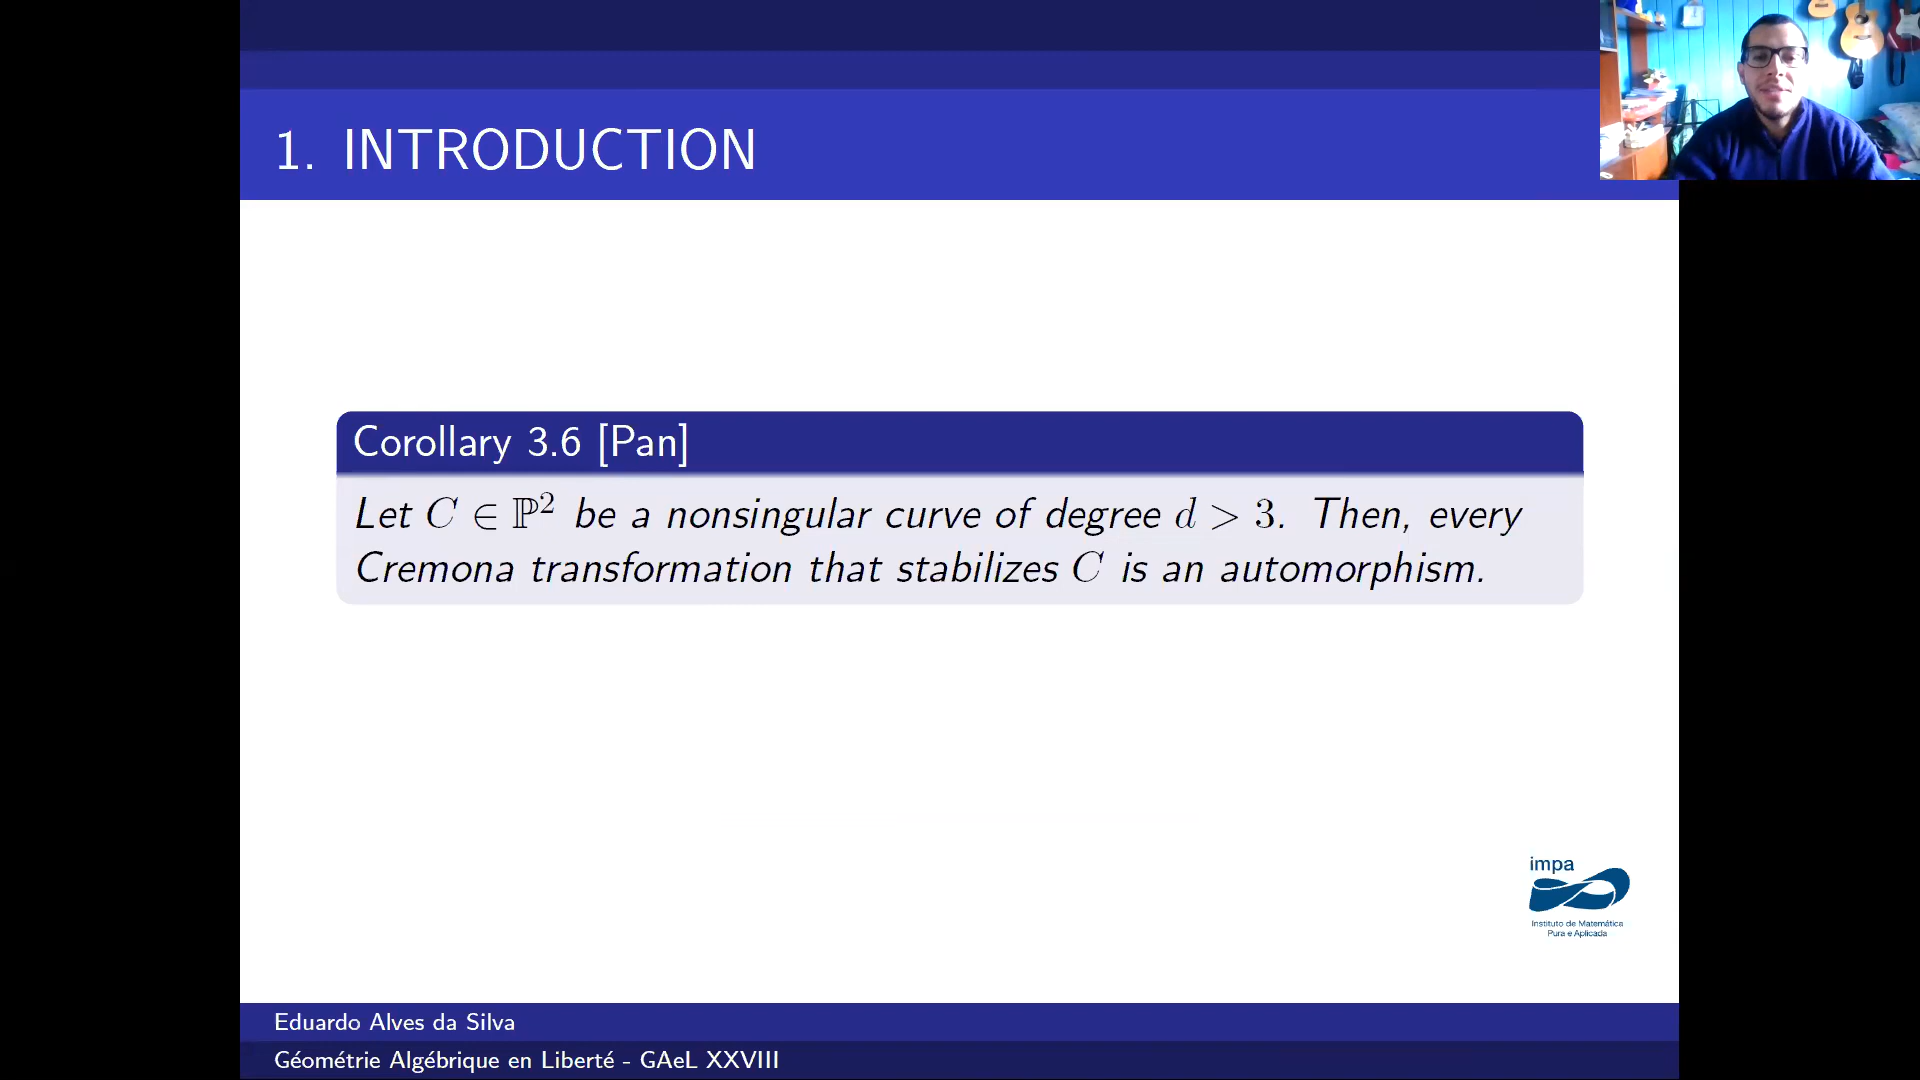 1. INTRODUCTION
Corollary 3.6 [Pan]
Let C ∈ ℙ² be a nonsingular curve of degree d > 3. Then, every
Cremona transformation that stabilizes C is an automorphism.
impa
Instituto de Matemática
Pura e Aplicada
Eduardo Alves da Silva
Géométrie Algébrique en Liberté - GAeL XXVIII